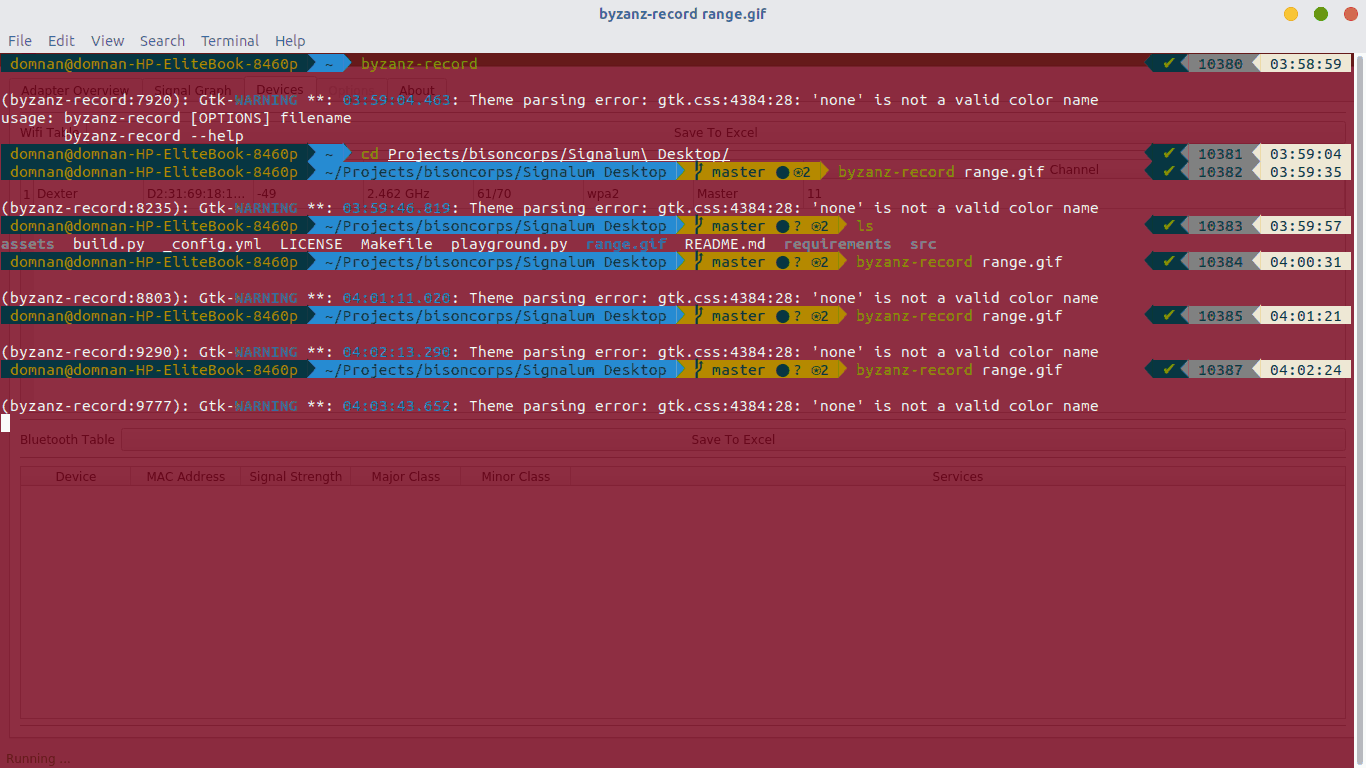 byzanz-record range.gif
File Edit View Search Terminal Help
domnan@domnan-HP-EliteBook-8460p ~ byzanz-record ✔ 10380 03:58:59
Adapter Overview Signal Graph Devices Options About
(byzanz-record:7920): Gtk-WARNING **: 03:59:04.463: Theme parsing error: gtk.css:4384:28: 'none' is not a valid color name
usage: byzanz-record [OPTIONS] filename
Save To Excel
byzanz-record --help
domnan@domnan-HP-EliteBook-8460p ~ cd Projects/bisoncorps/Signalum\ Desktop/ ✔ 10381 03:59:04
domnan@domnan-HP-EliteBook-8460p ~/Projects/bisoncorps/Signalum Desktop master ● ⍟2 byzanz-record range.gif ✔ 10382 03:59:35
Channel
1 Dexter D2:31:69:18:1... -49 2.462 GHz 61/70 wpa2 Master 11
(byzanz-record:8235): Gtk-WARNING **: 03:59:46.819: Theme parsing error: gtk.css:4384:28: 'none' is not a valid color name
domnan@domnan-HP-EliteBook-8460p ~/Projects/bisoncorps/Signalum Desktop master ● ? ⍟2 ls ✔ 10383 03:59:57
assets build.py _config.yml LICENSE Makefile playground.py range.gif README.md requirements src
domnan@domnan-HP-EliteBook-8460p ~/Projects/bisoncorps/Signalum Desktop master ● ? ⍟2 byzanz-record range.gif ✔ 10384 04:00:31
(byzanz-record:8803): Gtk-WARNING **: 04:01:11.020: Theme parsing error: gtk.css:4384:28: 'none' is not a valid color name
domnan@domnan-HP-EliteBook-8460p ~/Projects/bisoncorps/Signalum Desktop master ● ? ⍟2 byzanz-record range.gif ✔ 10385 04:01:21
(byzanz-record:9290): Gtk-WARNING **: 04:02:13.290: Theme parsing error: gtk.css:4384:28: 'none' is not a valid color name
domnan@domnan-HP-EliteBook-8460p ~/Projects/bisoncorps/Signalum Desktop master ● ? ⍟2 byzanz-record range.gif ✔ 10387 04:02:24
(byzanz-record:9777): Gtk-WARNING **: 04:03:43.652: Theme parsing error: gtk.css:4384:28: 'none' is not a valid color name
Bluetooth Table Save To Excel
Device MAC Address Signal Strength Major Class Minor Class Services
Running ...